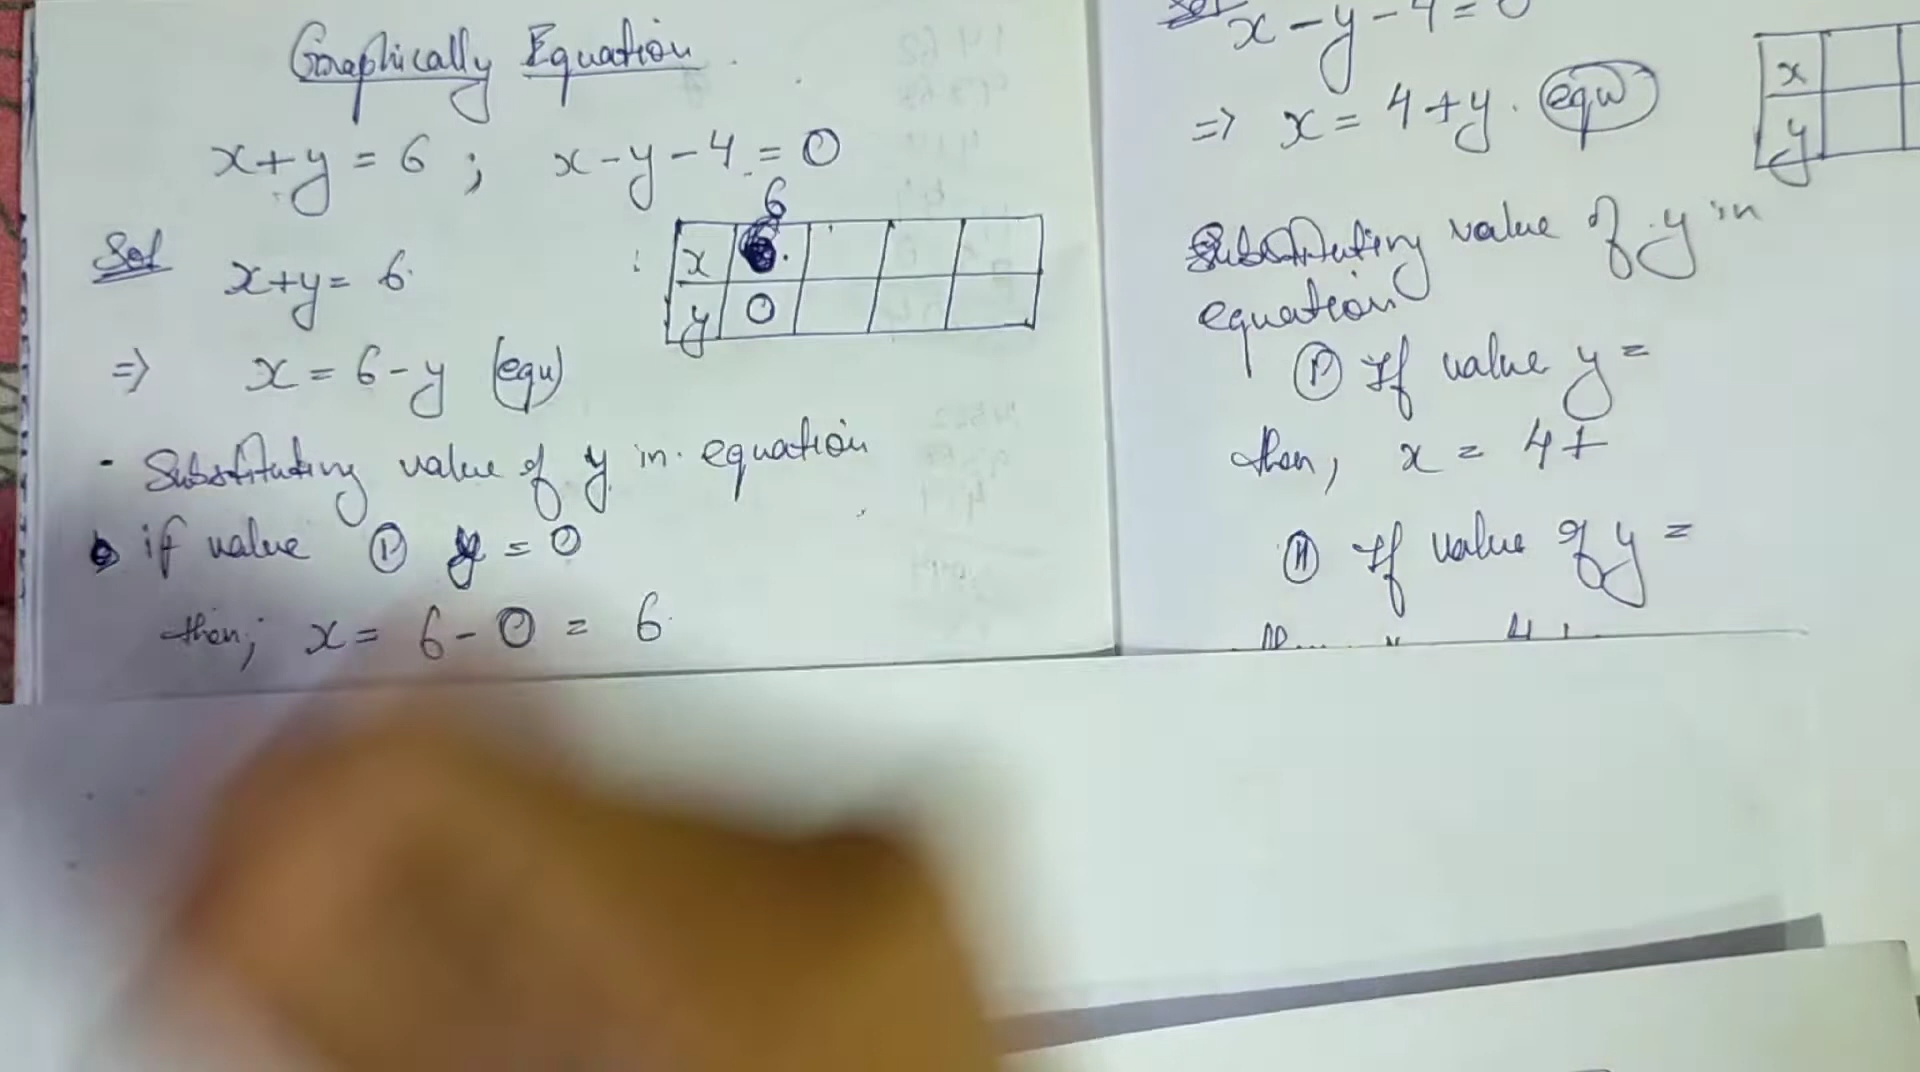 Graphically Equation
x+y = 6 ; x-y-4 = 0
Sol x+y = 6
6
x
y 0
=> x = 6-y (equ)
- Substituting value of y in equation
if value (I) y = 0
then; x = 6-0 = 6
x-y-4 = 0
=> x = 4+y. equ
x
y
Substituting value of y in
equation
(I) If value y =
then, x = 4+
(II) If value of y =